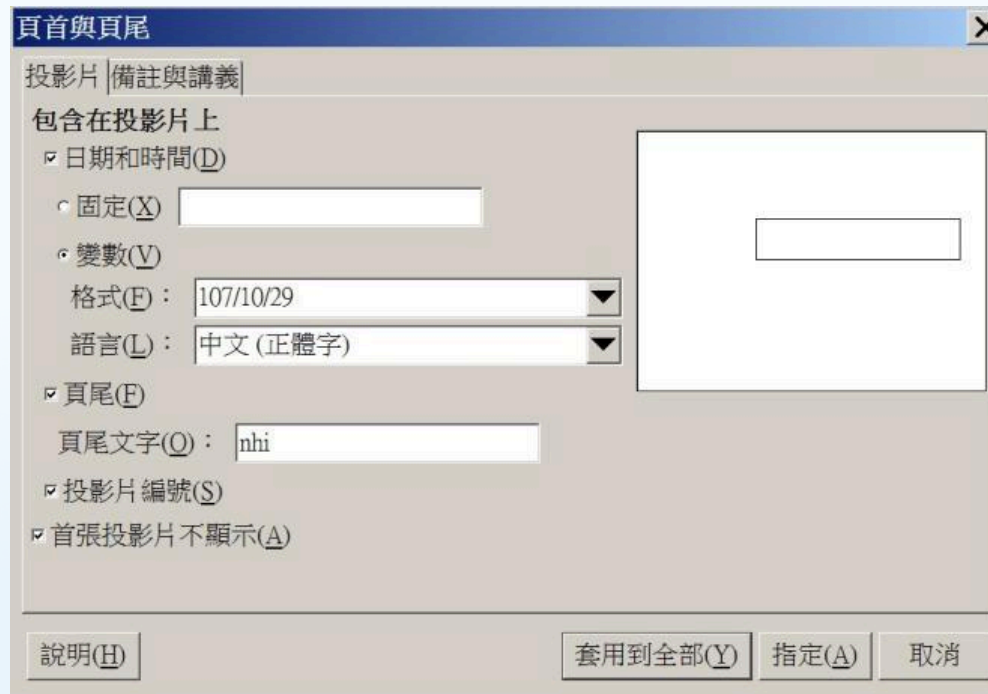 頁首與頁尾
投影片 備註與講義
包含在投影片上
日期和時間(D)
固定(X)
變數(V)
格式(F)： 107/10/29
語言(L)： 中文 (正體字)
頁尾(F)
頁尾文字(O)： nhi
投影片編號(S)
首張投影片不顯示(A)
說明(H) 套用到全部(Y) 指定(A) 取消